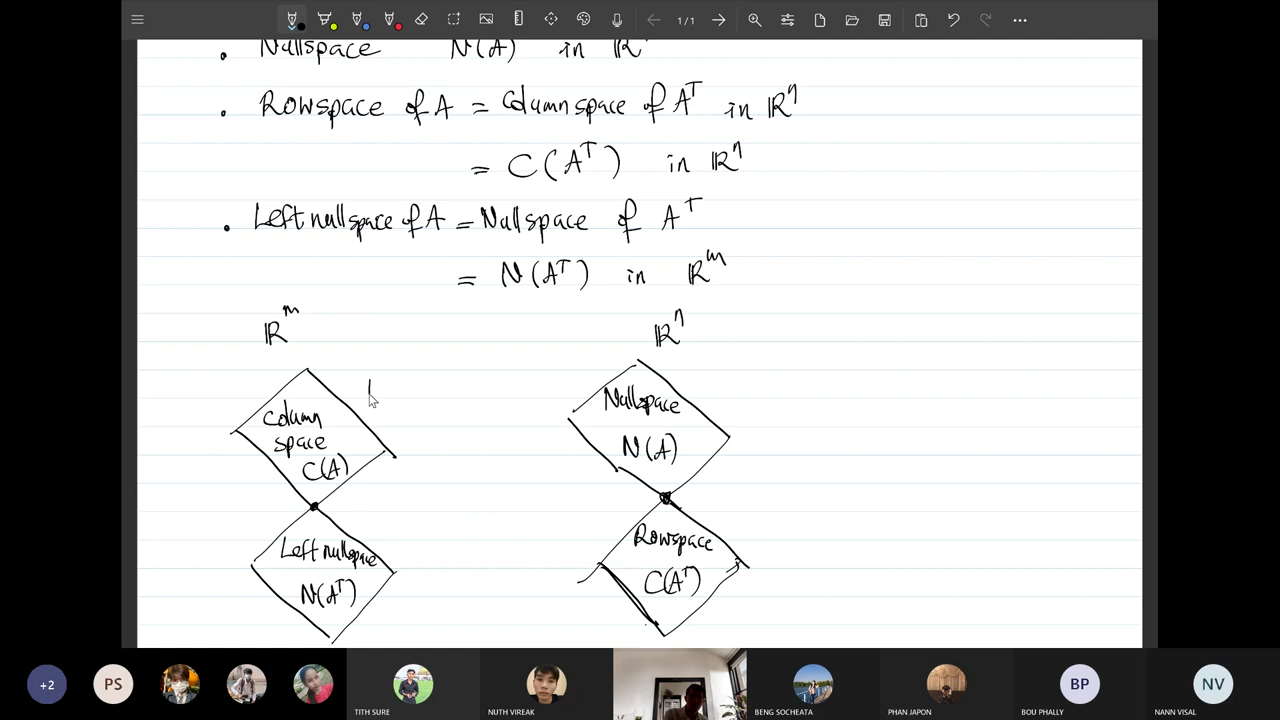 1/1
. Nullspace N(A) in ℝⁿ
. Rowspace of A = Column space of Aᵀ in ℝⁿ
= C(Aᵀ) in ℝⁿ
. Left nullspace of A = Nullspace of Aᵀ
= N(Aᵀ) in ℝᵐ
ℝᵐ ℝⁿ
Column
space
C(A)
Nullspace
N(A)
Left nullspace
N(Aᵀ)
Rowspace
C(Aᵀ)
+2
PS
TITH SURE
NUTH VIREAK
BENG SOCHEATA
PHAN JAPON
BP
BOU PHALLY
NV
NANN VISAL